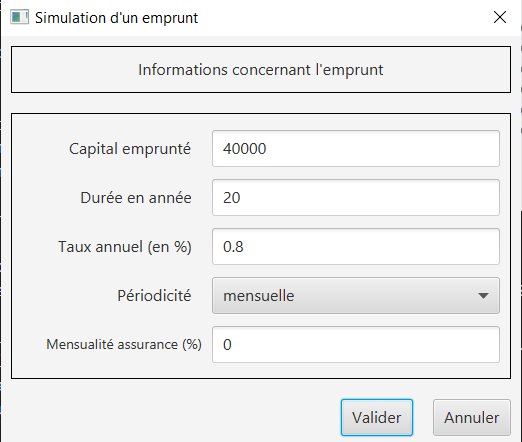 Simulation d'un emprunt
Informations concernant l'emprunt
Capital emprunté 40000
Durée en année 20
Taux annuel (en %) 0.8
Périodicité mensuelle
Mensualité assurance (%) 0
Valider Annuler